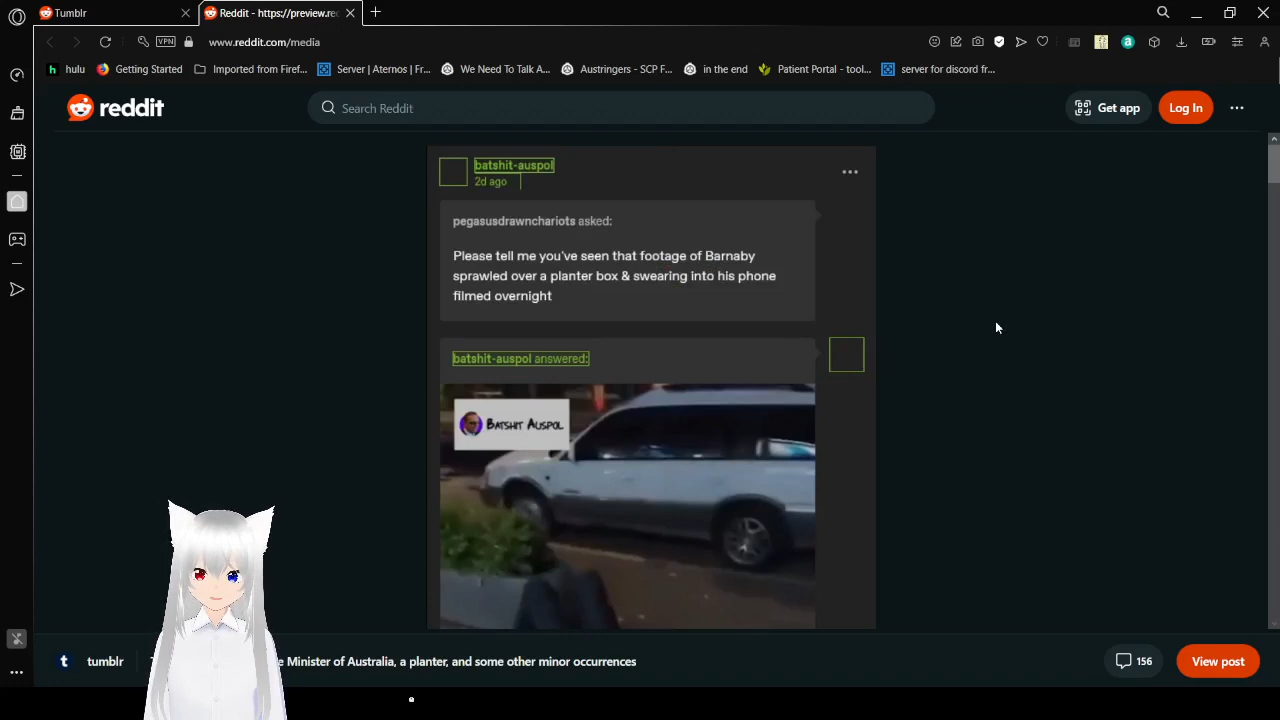 Tumblr
Reddit - https://preview.rec
VPN
www.reddit.com/media
hulu
Getting Started
Imported from Firef...
Server | Aternos | Fr...
We Need To Talk A...
Austringers - SCP F...
in the end
Patient Portal - tool...
server for discord fr...
reddit
Search Reddit
Get app
Log In
batshit-auspol
2d ago
pegasusdrawnchariots asked:
Please tell me you've seen that footage of Barnaby
sprawled over a planter box & swearing into his phone
filmed overnight
batshit-auspol answered:
BATSHIT AUSPOL
tumblr
Minister of Australia, a planter, and some other minor occurrences
156
View post